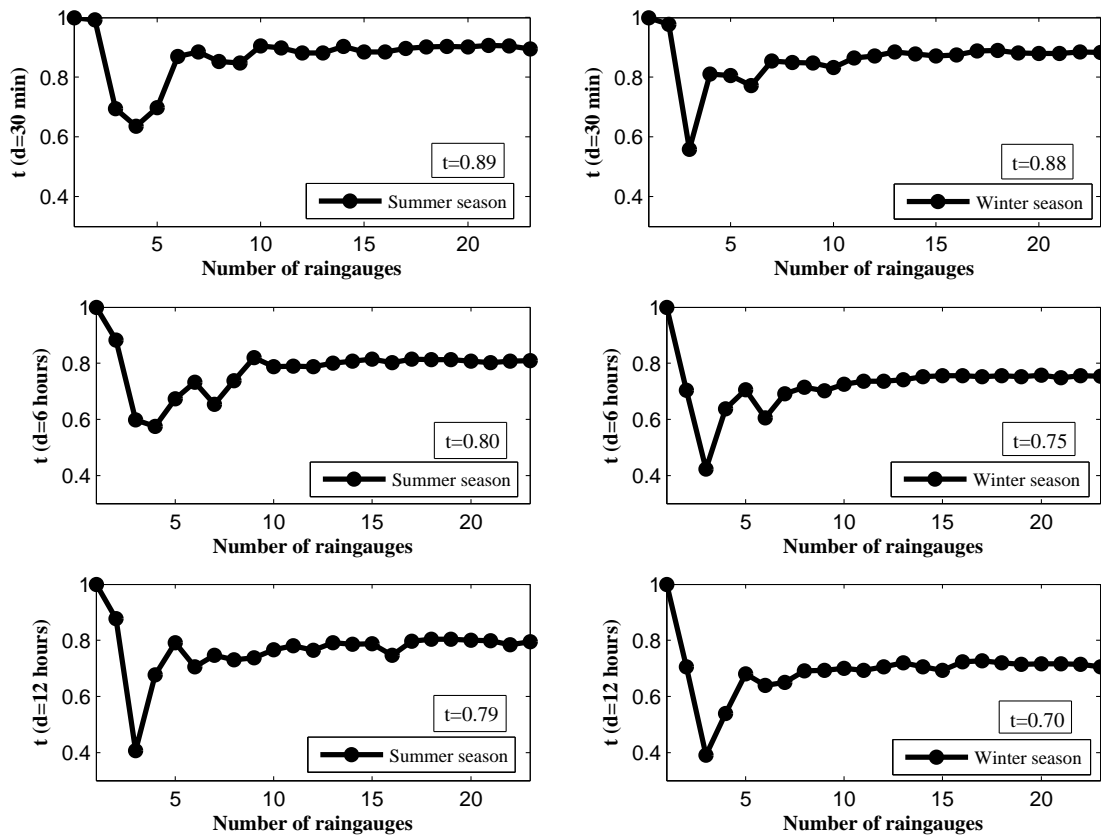 1
0.8
0.6
0.4
t (d=30 min)
t=0.89
Summer season
5 10 15 20
Number of raingauges
1
0.8
0.6
0.4
t (d=30 min)
t=0.88
Winter season
5 10 15 20
Number of raingauges
1
0.8
0.6
0.4
t (d=6 hours)
t=0.80
Summer season
5 10 15 20
Number of raingauges
1
0.8
0.6
0.4
t (d=6 hours)
t=0.75
Winter season
5 10 15 20
Number of raingauges
1
0.8
0.6
0.4
t (d=12 hours)
t=0.79
Summer season
5 10 15 20
Number of raingauges
1
0.8
0.6
0.4
t (d=12 hours)
t=0.70
Winter season
5 10 15 20
Number of raingauges